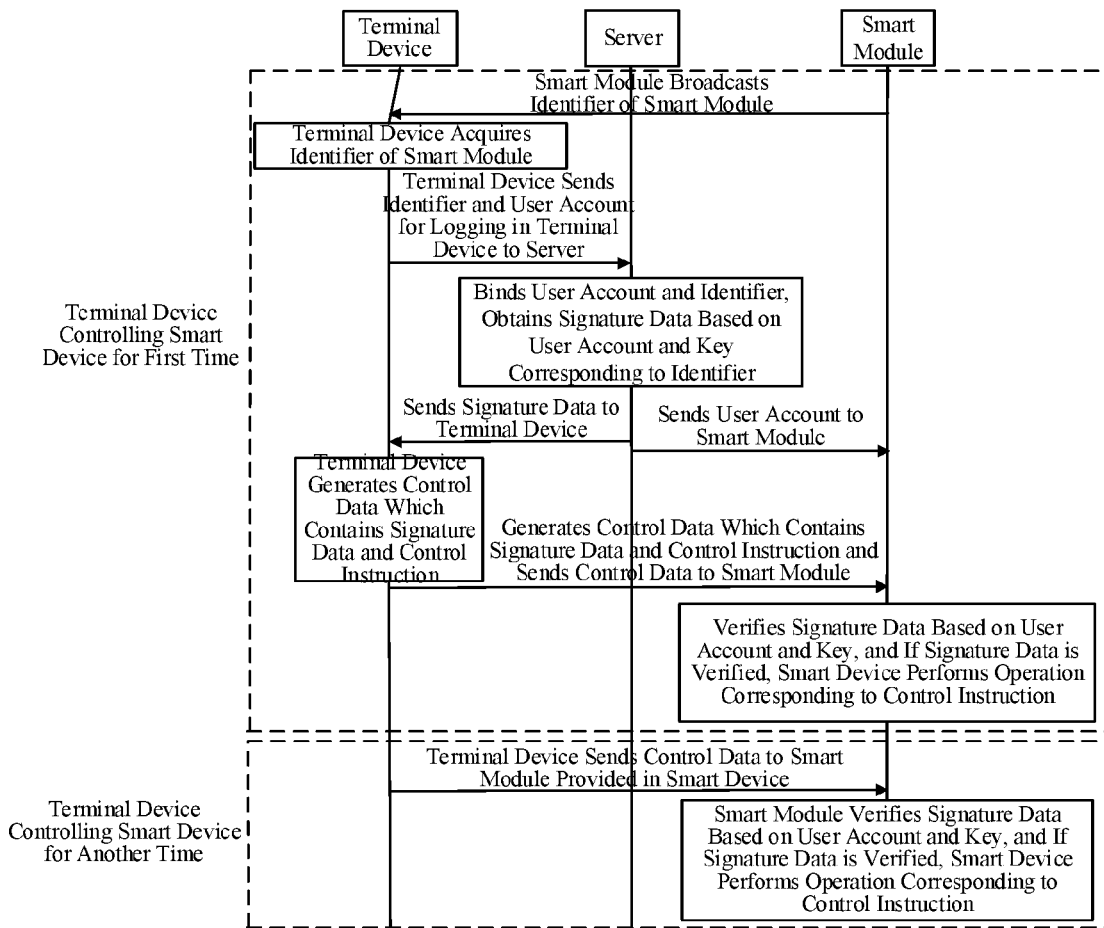 Terminal
Device
Server
Smart
Module
Smart Module Broadcasts
Identifier of Smart Module
Terminal Device Acquires
Identifier of Smart Module
Terminal Device Sends
Identifier and User Account
for Logging in Terminal
Device to Server
Terminal Device
Controlling Smart
Device for First Time
Binds User Account and Identifier,
Obtains Signature Data Based on
User Account and Key
Corresponding to Identifier
Sends Signature Data to
Terminal Device
Sends User Account to
Smart Module
Terminal Device
Generates Control
Data Which
Contains Signature
Data and Control
Instruction
Generates Control Data Which Contains
Signature Data and Control Instruction and
Sends Control Data to Smart Module
Verifies Signature Data Based on User
Account and Key, and If Signature Data is
Verified, Smart Device Performs Operation
Corresponding to Control Instruction
Terminal Device Sends Control Data to Smart
Module Provided in Smart Device
Terminal Device
Controlling Smart Device
for Another Time
Smart Module Verifies Signature Data
Based on User Account and Key, and If
Signature Data is Verified, Smart Device
Performs Operation Corresponding to
Control Instruction